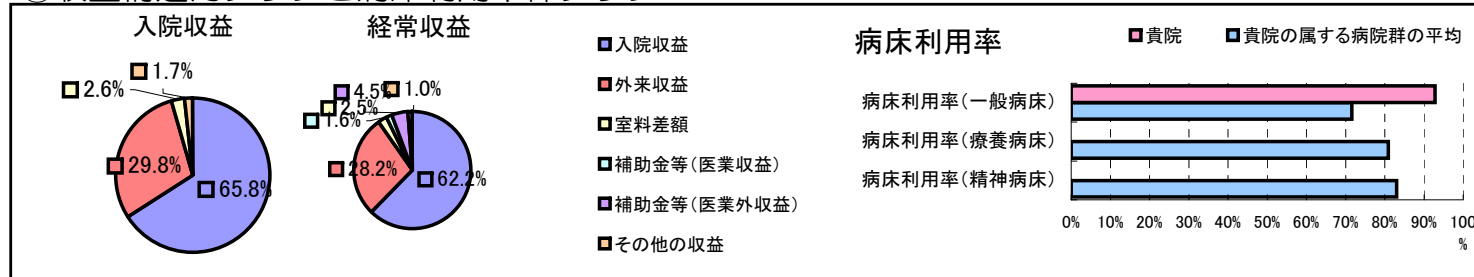 入院収益
1.7%
2.6%
29.8%
65.8%
経常収益
4.5%
1.0%
2.5%
1.6%
28.2%
62.2%
入院収益
外来収益
室料差額
補助金等(医業収益)
補助金等(医業外収益)
その他の収益
病床利用率
貴院 貴院の属する病院群の平均
病床利用率(一般病床)
病床利用率(療養病床)
病床利用率(精神病床)
0% 10% 20% 30% 40% 50% 60% 70% 80% 90% 100
%